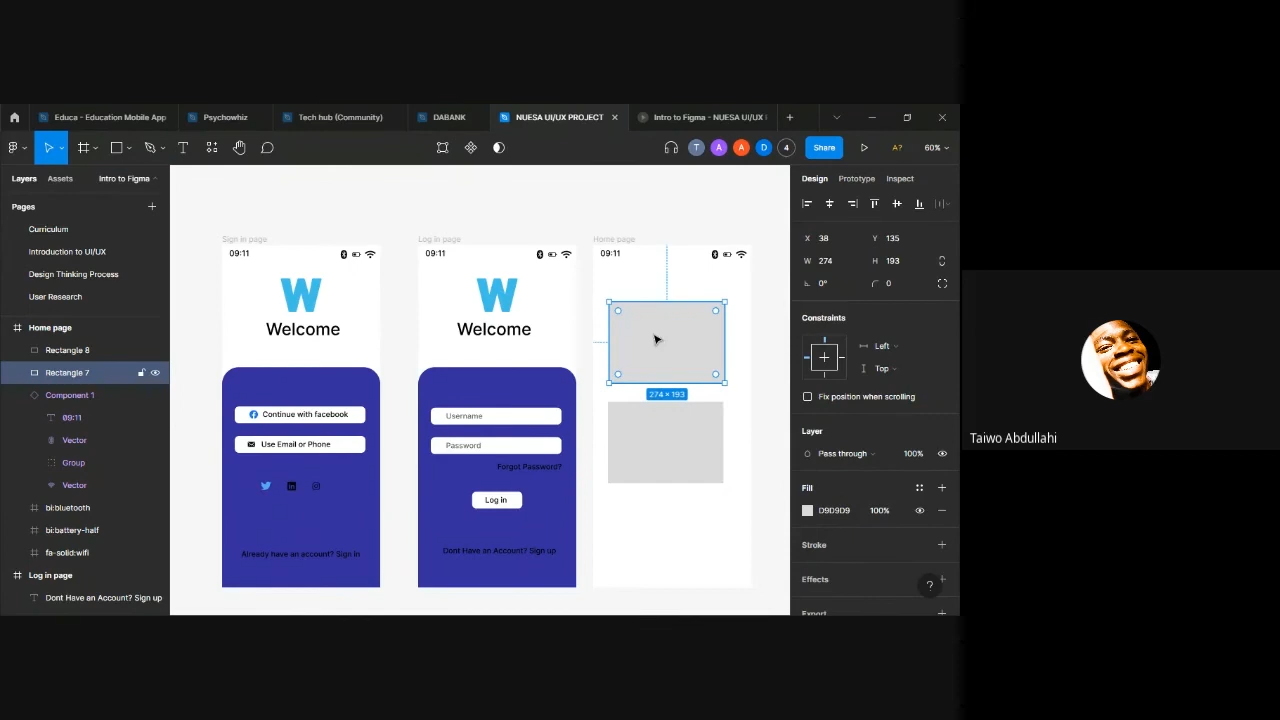 Educa - Education Mobile App
Psychowhiz
Tech hub (Community)
DABANK
NUESA UI/UX PROJECT
Intro to Figma - NUESA UI/UX
T
A
A
D
4
Share
A?
60%
Layers
Assets
Intro to Figma
Design
Prototype
Inspect
Pages
Curriculum
Introduction to UI/UX
Design Thinking Process
User Research
Home page
Rectangle 8
Rectangle 7
Component 1
09:11
Vector
Group
Vector
bi:bluetooth
bi:battery-half
fa-solid:wifi
Log in page
Dont Have an Account? Sign up
Sign in page
09:11
W
Welcome
Continue with facebook
Use Email or Phone
Already have an account? Sign in
Log in page
09:11
W
Welcome
Username
Password
Forgot Password?
Log in
Dont Have an Account? Sign up
Home page
09:11
274 × 193
X 38
Y 135
W 274
H 193
0°
0
Constraints
Left
Top
Fix position when scrolling
Layer
Pass through
100%
Fill
D9D9D9
100%
Stroke
Effects
?
Export
Taiwo Abdullahi